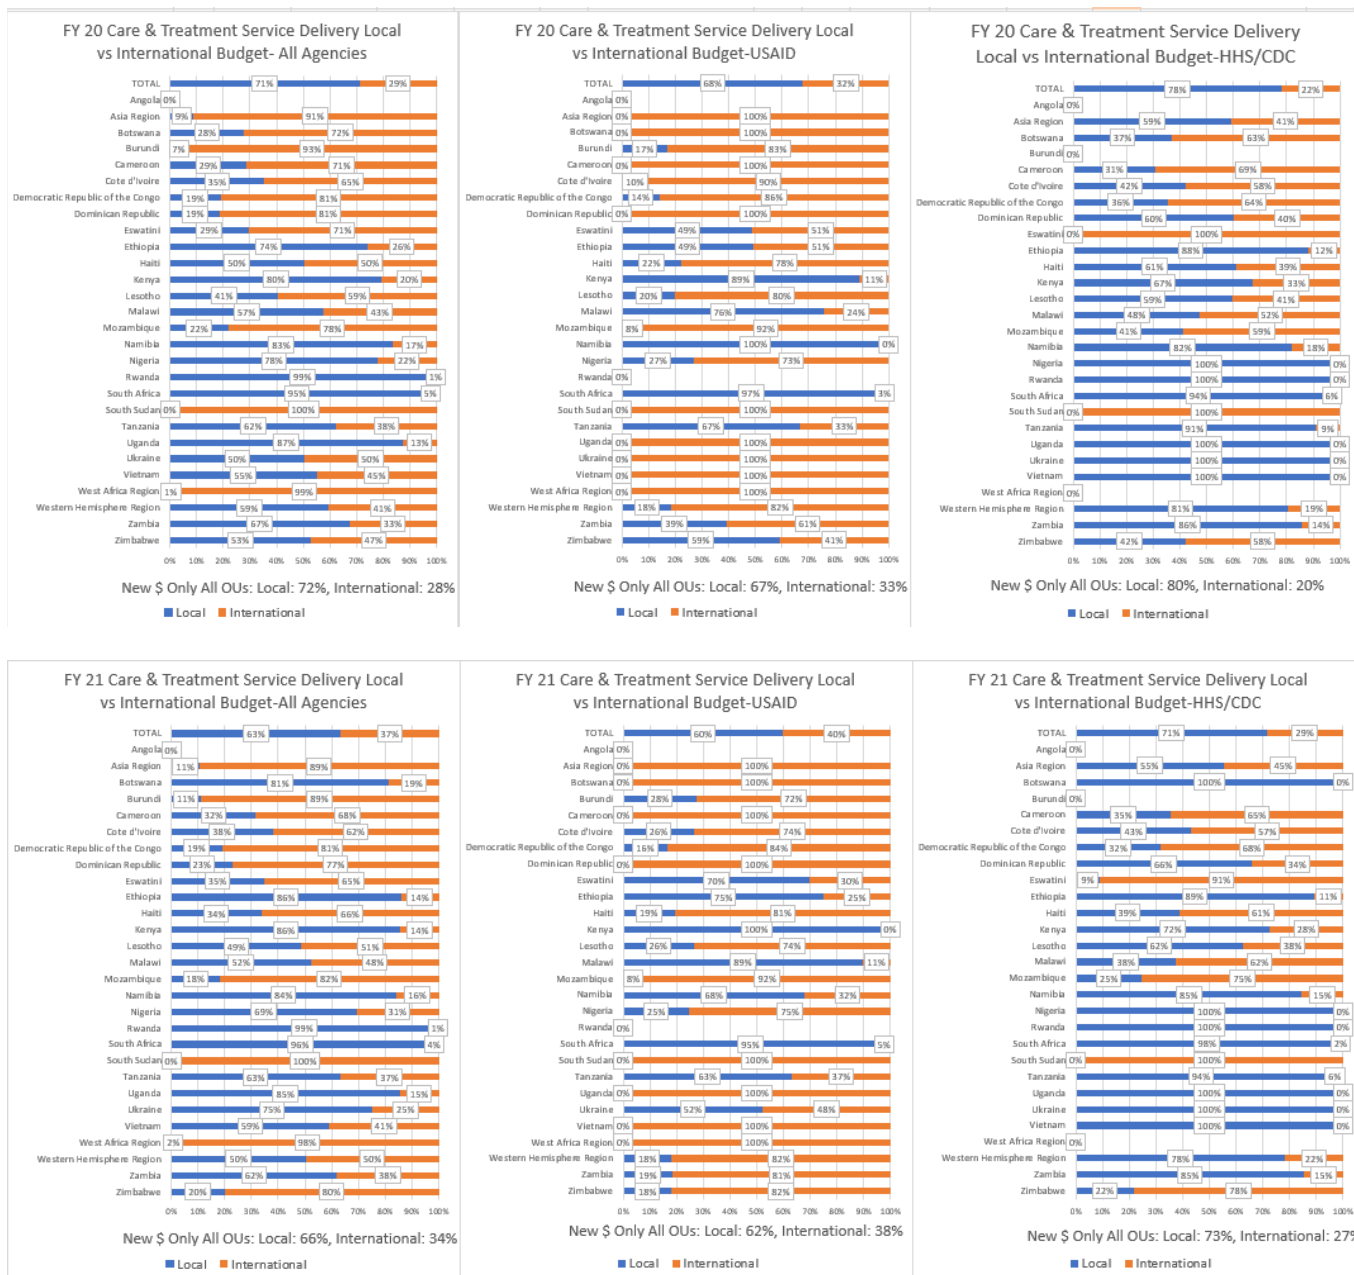 FY 20 Care & Treatment Service Delivery Local
vs International Budget- All Agencies
TOTAL 71% 29%
Angola 0%
Asia Region 9% 91%
Botswana 28% 72%
Burundi 7% 93%
Cameroon 29% 71%
Cote d'Ivoire 35% 65%
Democratic Republic of the Congo 19% 81%
Dominican Republic 19% 81%
Eswatini 29% 71%
Ethiopia 74% 26%
Haiti 50% 50%
Kenya 80% 20%
Lesotho 41% 59%
Malawi 57% 43%
Mozambique 22% 78%
Namibia 83% 17%
Nigeria 78% 22%
Rwanda 99% 1%
South Africa 95% 5%
South Sudan 0% 100%
Tanzania 62% 38%
Uganda 87% 13%
Ukraine 50% 50%
Vietnam 55% 45%
West Africa Region 1% 99%
Western Hemisphere Region 59% 41%
Zambia 67% 33%
Zimbabwe 53% 47%
0% 10% 20% 30% 40% 50% 60% 70% 80% 90% 100%
New $ Only All OUs: Local: 72%, International: 28%
Local International
FY 20 Care & Treatment Service Delivery Local
vs International Budget-USAID
TOTAL 68% 32%
Angola 0%
Asia Region 0% 100%
Botswana 0% 100%
Burundi 17% 83%
Cameroon 0% 100%
Cote d'Ivoire 10% 90%
Democratic Republic of the Congo 14% 86%
Dominican Republic 0% 100%
Eswatini 49% 51%
Ethiopia 49% 51%
Haiti 22% 78%
Kenya 89% 11%
Lesotho 20% 80%
Malawi 76% 24%
Mozambique 8% 92%
Namibia 100% 0%
Nigeria 27% 73%
Rwanda 0%
South Africa 97% 3%
South Sudan 0% 100%
Tanzania 67% 33%
Uganda 0% 100%
Ukraine 0% 100%
Vietnam 0% 100%
West Africa Region 0% 100%
Western Hemisphere Region 18% 82%
Zambia 39% 61%
Zimbabwe 59% 41%
0% 10% 20% 30% 40% 50% 60% 70% 80% 90% 100%
New $ Only All OUs: Local: 67%, International: 33%
Local International
FY 20 Care & Treatment Service Delivery
Local vs International Budget-HHS/CDC
TOTAL 78% 22%
Angola 0%
Asia Region 59% 41%
Botswana 37% 63%
Burundi 0%
Cameroon 31% 69%
Cote d'Ivoire 42% 58%
Democratic Republic of the Congo 36% 64%
Dominican Republic 60% 40%
Eswatini 0% 100%
Ethiopia 88% 12%
Haiti 61% 39%
Kenya 67% 33%
Lesotho 59% 41%
Malawi 48% 52%
Mozambique 41% 59%
Namibia 82% 18%
Nigeria 100% 0%
Rwanda 100% 0%
South Africa 94% 6%
South Sudan 0% 100%
Tanzania 91% 9%
Uganda 100% 0%
Ukraine 100% 0%
Vietnam 100% 0%
West Africa Region 0%
Western Hemisphere Region 81% 19%
Zambia 86% 14%
Zimbabwe 42% 58%
0% 10% 20% 30% 40% 50% 60% 70% 80% 90% 100%
New $ Only All OUs: Local: 80%, International: 20%
Local International
FY 21 Care & Treatment Service Delivery Local
vs International Budget-All Agencies
TOTAL 63% 37%
Angola 0%
Asia Region 11% 89%
Botswana 81% 19%
Burundi 11% 89%
Cameroon 32% 68%
Cote d'Ivoire 38% 62%
Democratic Republic of the Congo 19% 81%
Dominican Republic 23% 77%
Eswatini 35% 65%
Ethiopia 86% 14%
Haiti 34% 66%
Kenya 86% 14%
Lesotho 49% 51%
Malawi 52% 48%
Mozambique 18% 82%
Namibia 84% 16%
Nigeria 69% 31%
Rwanda 99% 1%
South Africa 96% 4%
South Sudan 0% 100%
Tanzania 63% 37%
Uganda 85% 15%
Ukraine 75% 25%
Vietnam 59% 41%
West Africa Region 2% 98%
Western Hemisphere Region 50% 50%
Zambia 62% 38%
Zimbabwe 20% 80%
0% 10% 20% 30% 40% 50% 60% 70% 80% 90% 100%
New $ Only All OUs: Local: 66%, International: 34%
Local International
FY 21 Care & Treatment Service Delivery Local
vs International Budget-USAID
TOTAL 60% 40%
Angola 0%
Asia Region 0% 100%
Botswana 0% 100%
Burundi 28% 72%
Cameroon 0% 100%
Cote d'Ivoire 26% 74%
Democratic Republic of the Congo 16% 84%
Dominican Republic 0% 100%
Eswatini 70% 30%
Ethiopia 75% 25%
Haiti 19% 81%
Kenya 100% 0%
Lesotho 26% 74%
Malawi 89% 11%
Mozambique 8% 92%
Namibia 68% 32%
Nigeria 25% 75%
Rwanda 0%
South Africa 95% 5%
South Sudan 0% 100%
Tanzania 63% 37%
Uganda 0% 100%
Ukraine 52% 48%
Vietnam 0% 100%
West Africa Region 0% 100%
Western Hemisphere Region 18% 82%
Zambia 19% 81%
Zimbabwe 18% 82%
0% 10% 20% 30% 40% 50% 60% 70% 80% 90% 100%
New $ Only All OUs: Local: 62%, International: 38%
Local International
FY 21 Care & Treatment Service Delivery Local
vs International Budget-HHS/CDC
TOTAL 71% 29%
Angola 0%
Asia Region 55% 45%
Botswana 100% 0%
Burundi 0%
Cameroon 35% 65%
Cote d'Ivoire 43% 57%
Democratic Republic of the Congo 32% 68%
Dominican Republic 66% 34%
Eswatini 9% 91%
Ethiopia 89% 11%
Haiti 39% 61%
Kenya 72% 28%
Lesotho 62% 38%
Malawi 38% 62%
Mozambique 25% 75%
Namibia 85% 15%
Nigeria 100% 0%
Rwanda 100% 0%
South Africa 98% 2%
South Sudan 0% 100%
Tanzania 94% 6%
Uganda 100% 0%
Ukraine 100% 0%
Vietnam 100% 0%
West Africa Region 0%
Western Hemisphere Region 78% 22%
Zambia 85% 15%
Zimbabwe 22% 78%
0% 10% 20% 30% 40% 50% 60% 70% 80% 90% 100%
New $ Only All OUs: Local: 73%, International: 27%
Local International